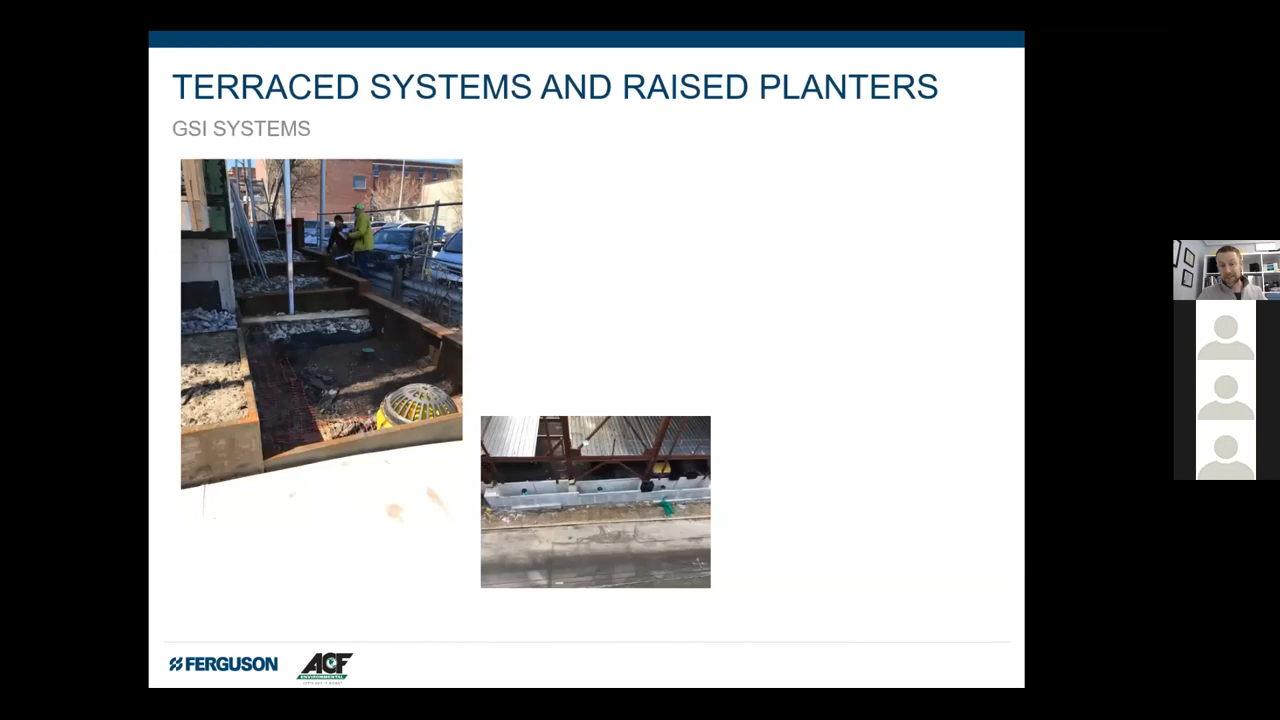 TERRACED SYSTEMS AND RAISED PLANTERS
GSI SYSTEMS
FERGUSON
ACF
ENVIRONMENTAL